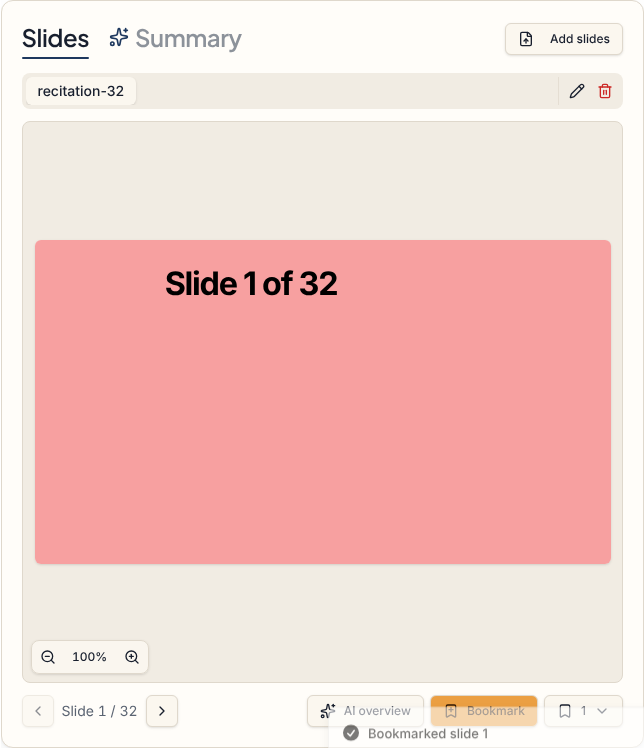 Slides Summary Add slides
recitation-32
Slide 1 of 32
100%
Slide 1 / 32 AI overview Bookmark 1
Bookmarked slide 1